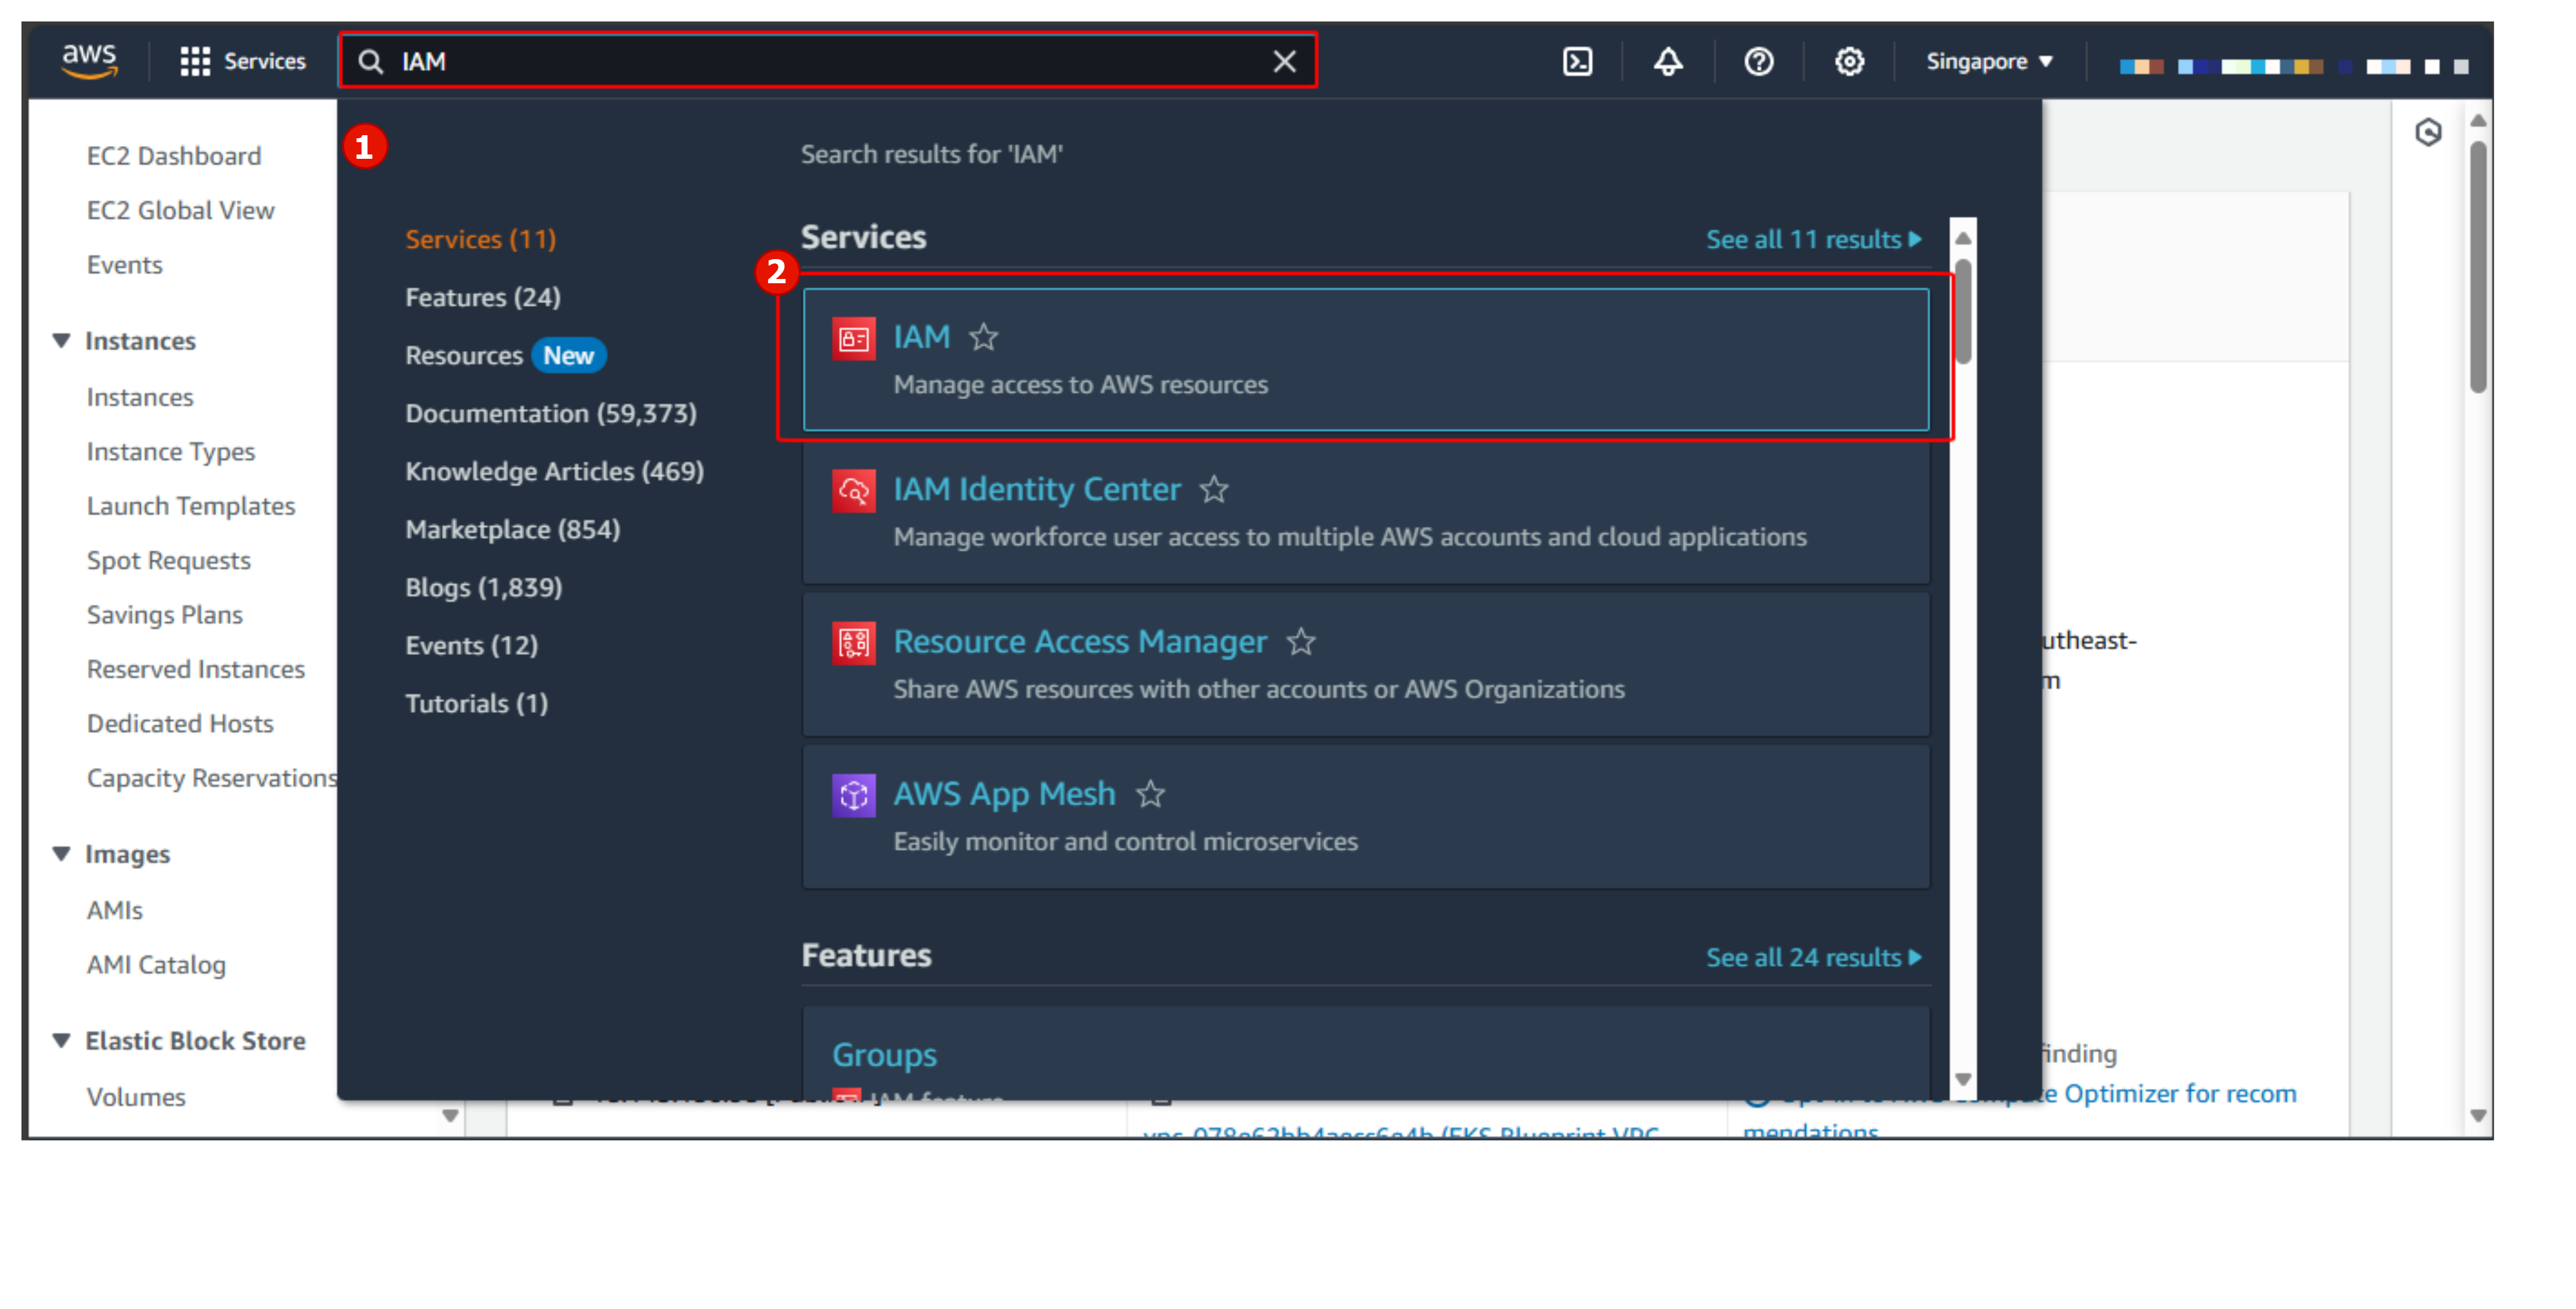 aws
Services
IAM
Singapore
1
Search results for 'IAM'
EC2 Dashboard
EC2 Global View
Events
Instances
Instances
Instance Types
Launch Templates
Spot Requests
Savings Plans
Reserved Instances
Dedicated Hosts
Capacity Reservations
Images
AMIs
AMI Catalog
Elastic Block Store
Volumes
Services (11)
Features (24)
Resources New
Documentation (59,373)
Knowledge Articles (469)
Marketplace (854)
Blogs (1,839)
Events (12)
Tutorials (1)
Services
See all 11 results
2
IAM
Manage access to AWS resources
IAM Identity Center
Manage workforce user access to multiple AWS accounts and cloud applications
Resource Access Manager
Share AWS resources with other accounts or AWS Organizations
AWS App Mesh
Easily monitor and control microservices
Features
See all 24 results
Groups
IAM feature
utheast-
m
inding
e Optimizer for recom
mendations